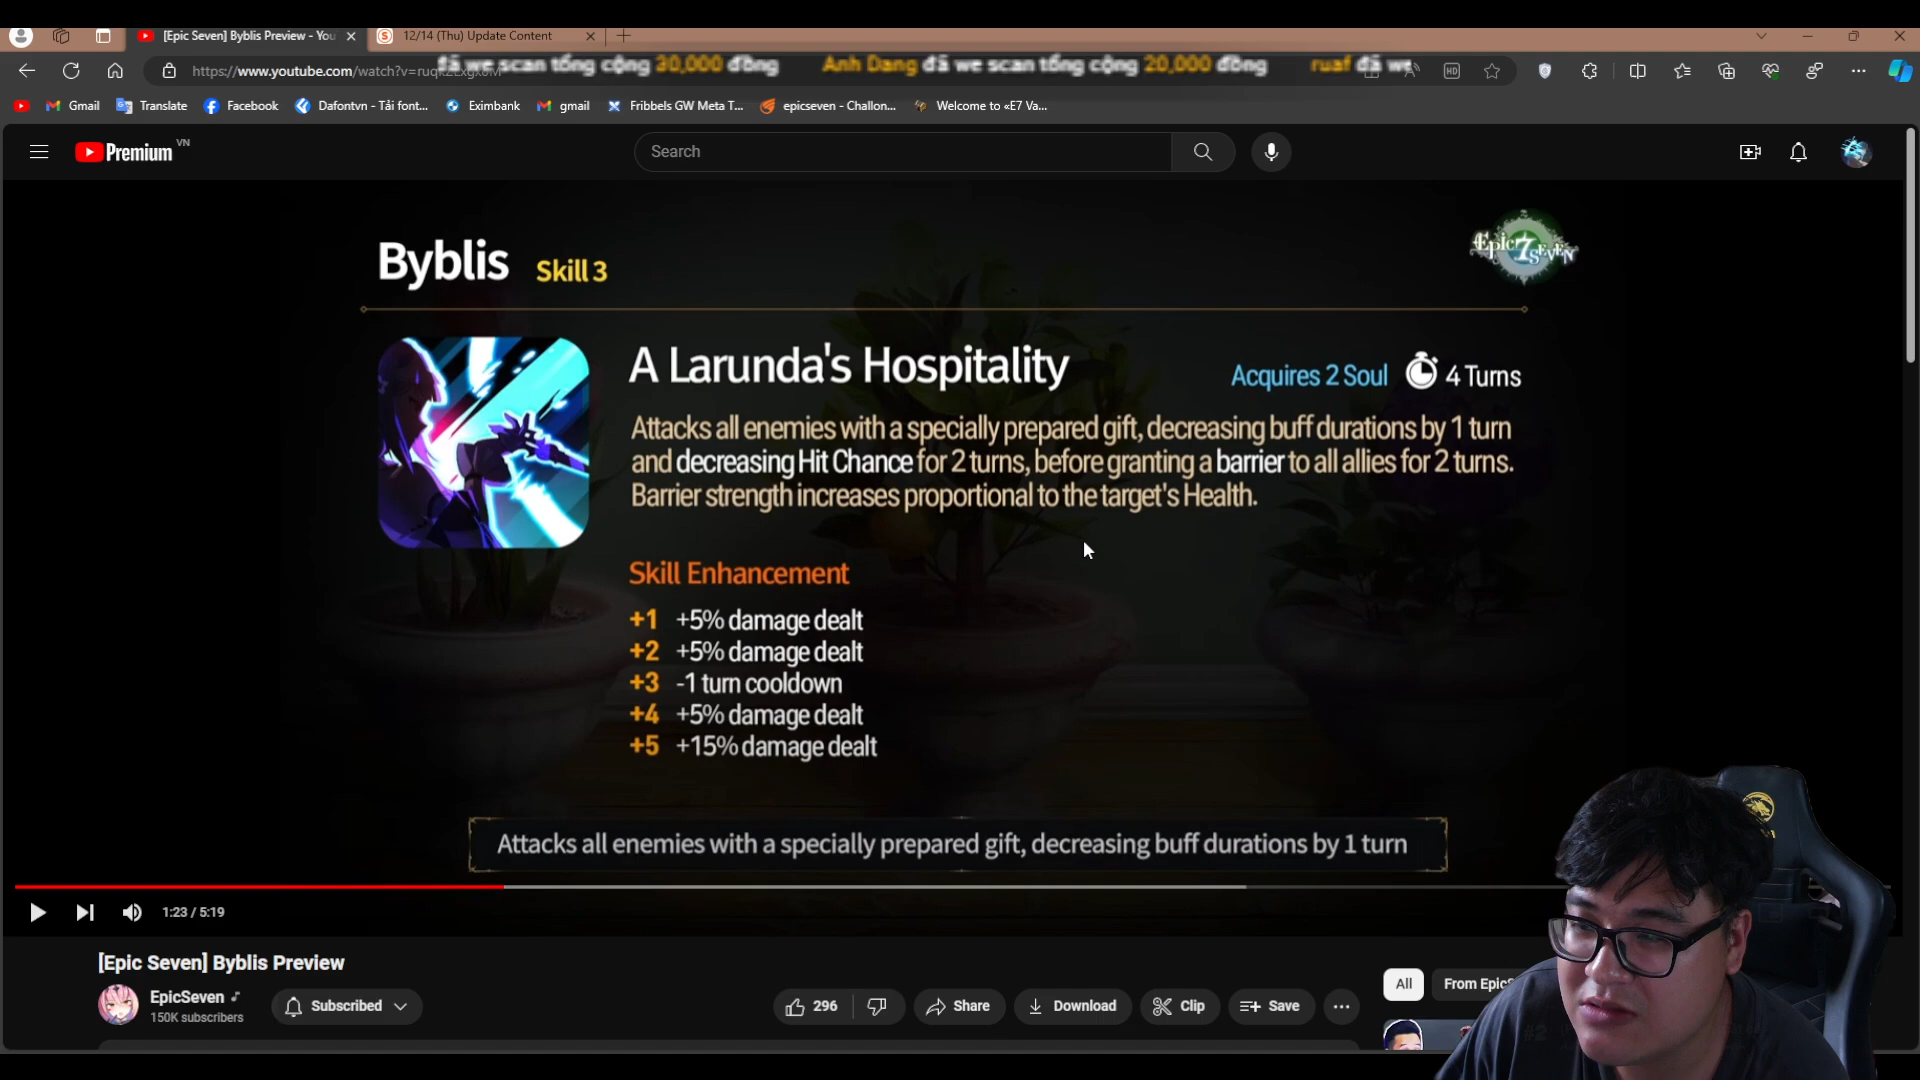 [Epic Seven] Byblis Preview - You
12/14 (Thu) Update Content
https://www.youtube.com/watch?v=
đã we scan tổng cộng 30,000 đồng
Anh Dang đã we scan tổng cộng 20,000 đồng
ruaf đã we
HD
Gmail
Translate
Facebook
Dafontvn - Tải font...
Eximbank
gmail
Fribbels GW Meta T...
epicseven - Challon...
Welcome to «E7 Va...
Premium VN
Search
Byblis Skill 3
Epic 7 Seven
A Larunda's Hospitality
Acquires 2 Soul 4 Turns
Attacks all enemies with a specially prepared gift, decreasing buff durations by 1 turn
and decreasing Hit Chance for 2 turns, before granting a barrier to all allies for 2 turns.
Barrier strength increases proportional to the target's Health.
Skill Enhancement
+1 +5% damage dealt
+2 +5% damage dealt
+3 -1 turn cooldown
+4 +5% damage dealt
+5 +15% damage dealt
Attacks all enemies with a specially prepared gift, decreasing buff durations by 1 turn
1:23 / 5:19
[Epic Seven] Byblis Preview
EpicSeven
150K subscribers
Subscribed
296
Share
Download
Clip
Save
All
From EpicS